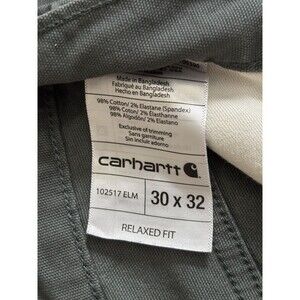 Made in Bangladesh
Fabriqué au Bangladesh
Hecho en Bangladesh
98% Cotton/ 2% Elastane (Spandex)
98% Coton/ 2% Elasthanne
98% Algodón/ 2% Elastano
Exclusive of trimming
Sans garniture
Sin incluir adorno
carhartt
102517 ELM
30 x 32
RELAXED FIT